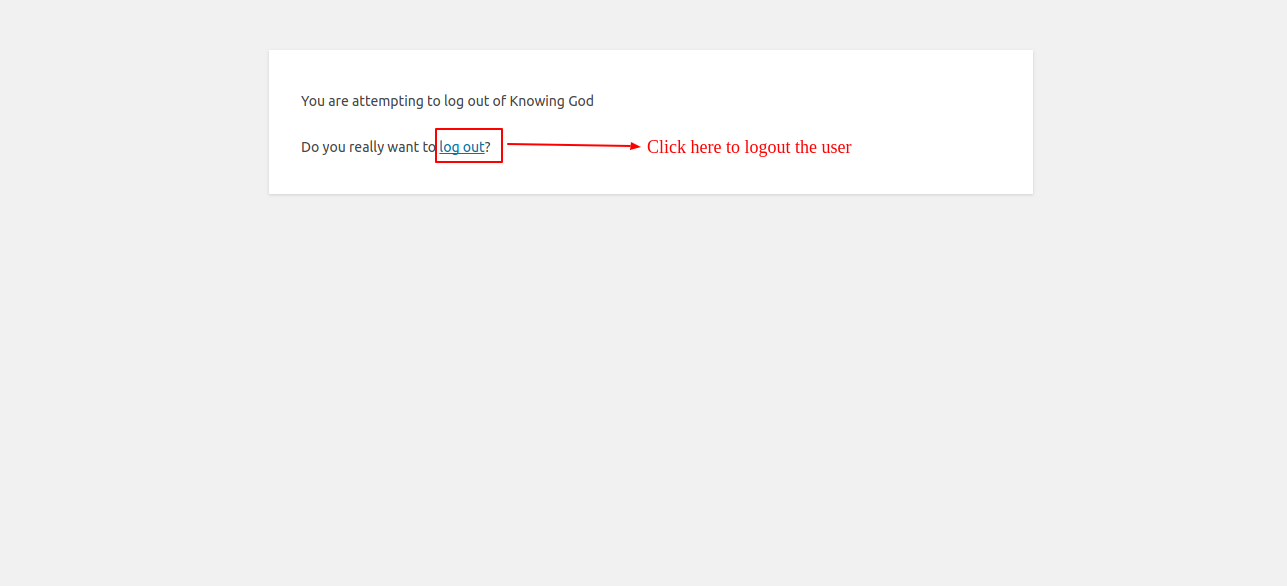 You are attempting to log out of Knowing God
Do you really want to log out?
Click here to logout the user